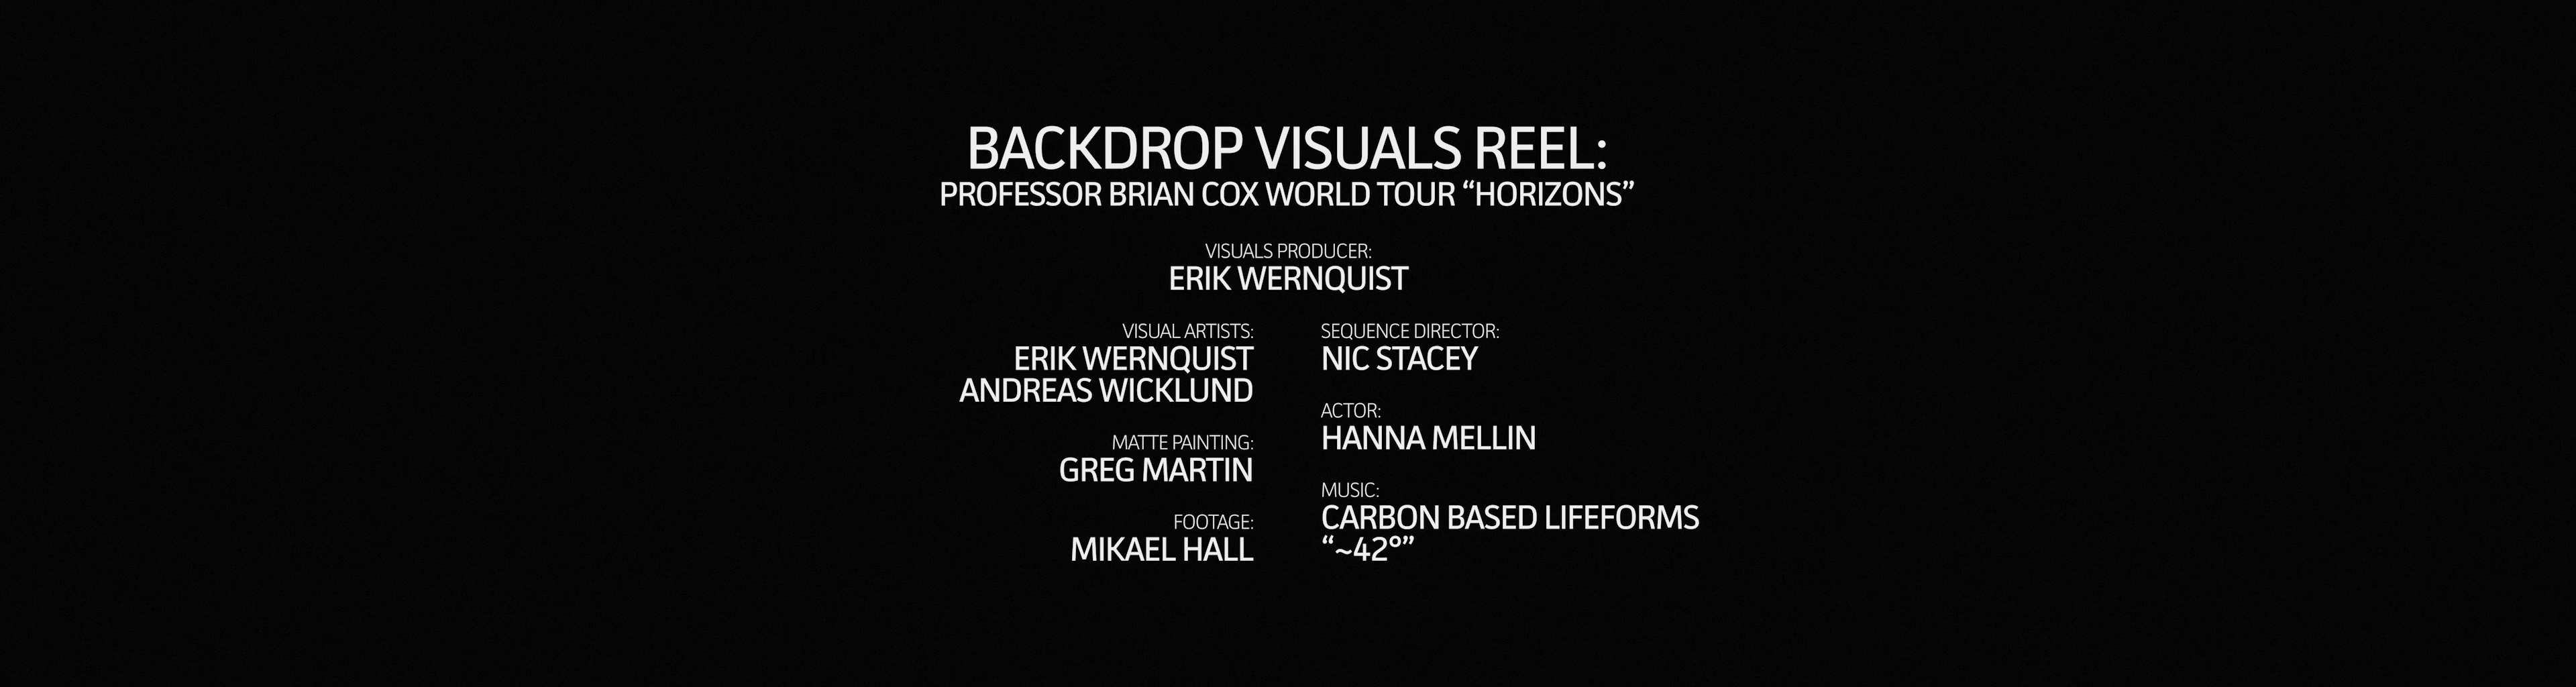 BACKDROP VISUALS REEL:
PROFESSOR BRIAN COX WORLD TOUR “HORIZONS”
VISUALS PRODUCER:
ERIK WERNQUIST
VISUAL ARTISTS:
ERIK WERNQUIST
ANDREAS WICKLUND
MATTE PAINTING:
GREG MARTIN
FOOTAGE:
MIKAEL HALL
SEQUENCE DIRECTOR:
NIC STACEY
ACTOR:
HANNA MELLIN
MUSIC:
CARBON BASED LIFEFORMS
“~42°”